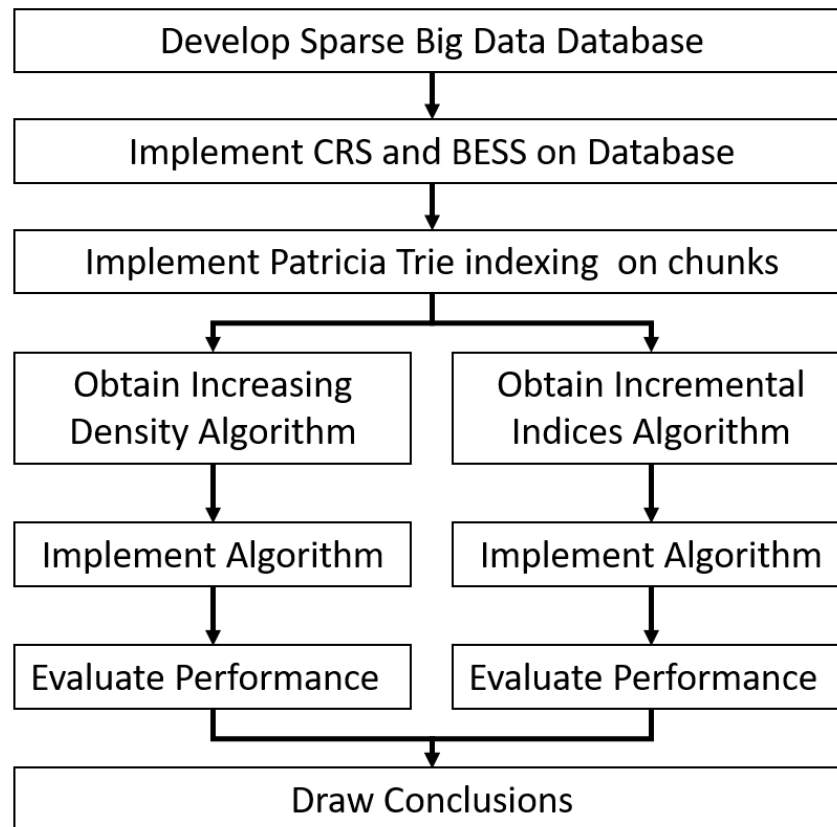 Develop Sparse Big Data Database
Implement CRS and BESS on Database
Implement Patricia Trie indexing on chunks
Obtain Increasing
Density Algorithm
Obtain Incremental
Indices Algorithm
Implement Algorithm
Implement Algorithm
Evaluate Performance
Evaluate Performance
Draw Conclusions